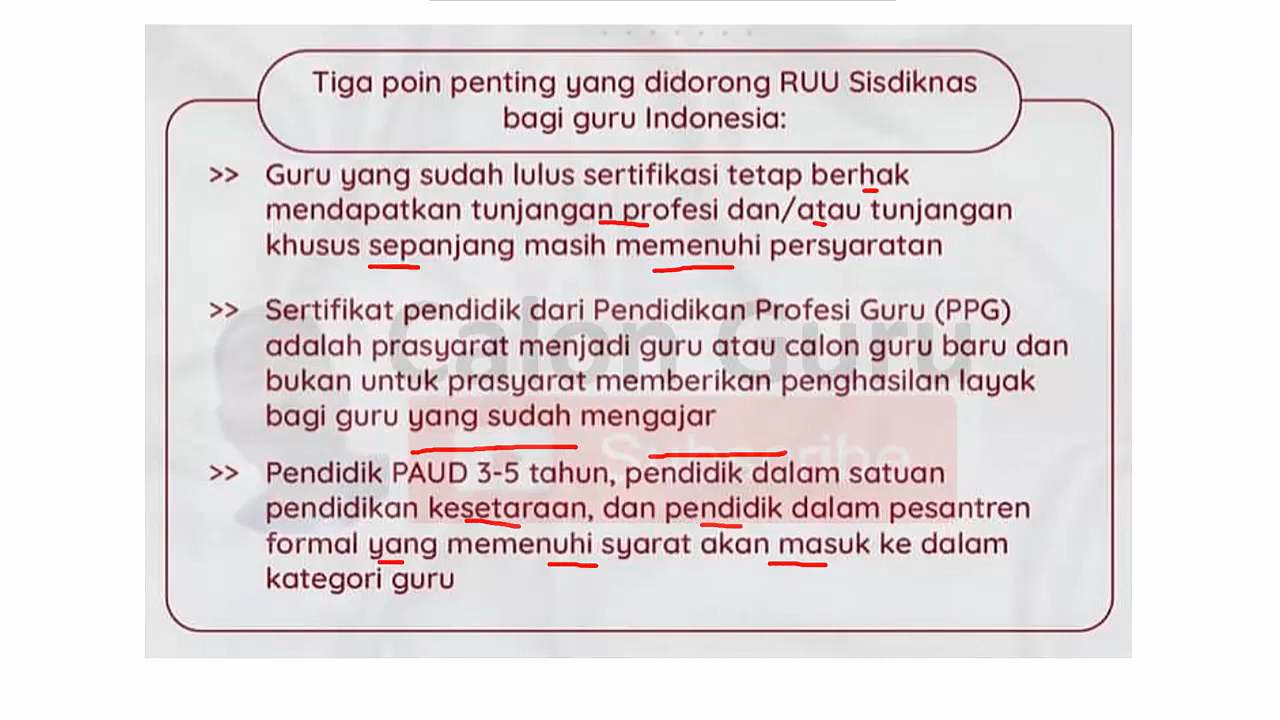 Tiga poin penting yang didorong RUU Sisdiknas
bagi guru Indonesia:
>> Guru yang sudah lulus sertifikasi tetap berhak
mendapatkan tunjangan profesi dan/atau tunjangan
khusus sepanjang masih memenuhi persyaratan
>> Sertifikat pendidik dari Pendidikan Profesi Guru (PPG)
adalah prasyarat menjadi guru atau calon guru baru dan
bukan untuk prasyarat memberikan penghasilan layak
bagi guru yang sudah mengajar
>> Pendidik PAUD 3-5 tahun, pendidik dalam satuan
pendidikan kesetaraan, dan pendidik dalam pesantren
formal yang memenuhi syarat akan masuk ke dalam
kategori guru
Calon Guru
Subscribe